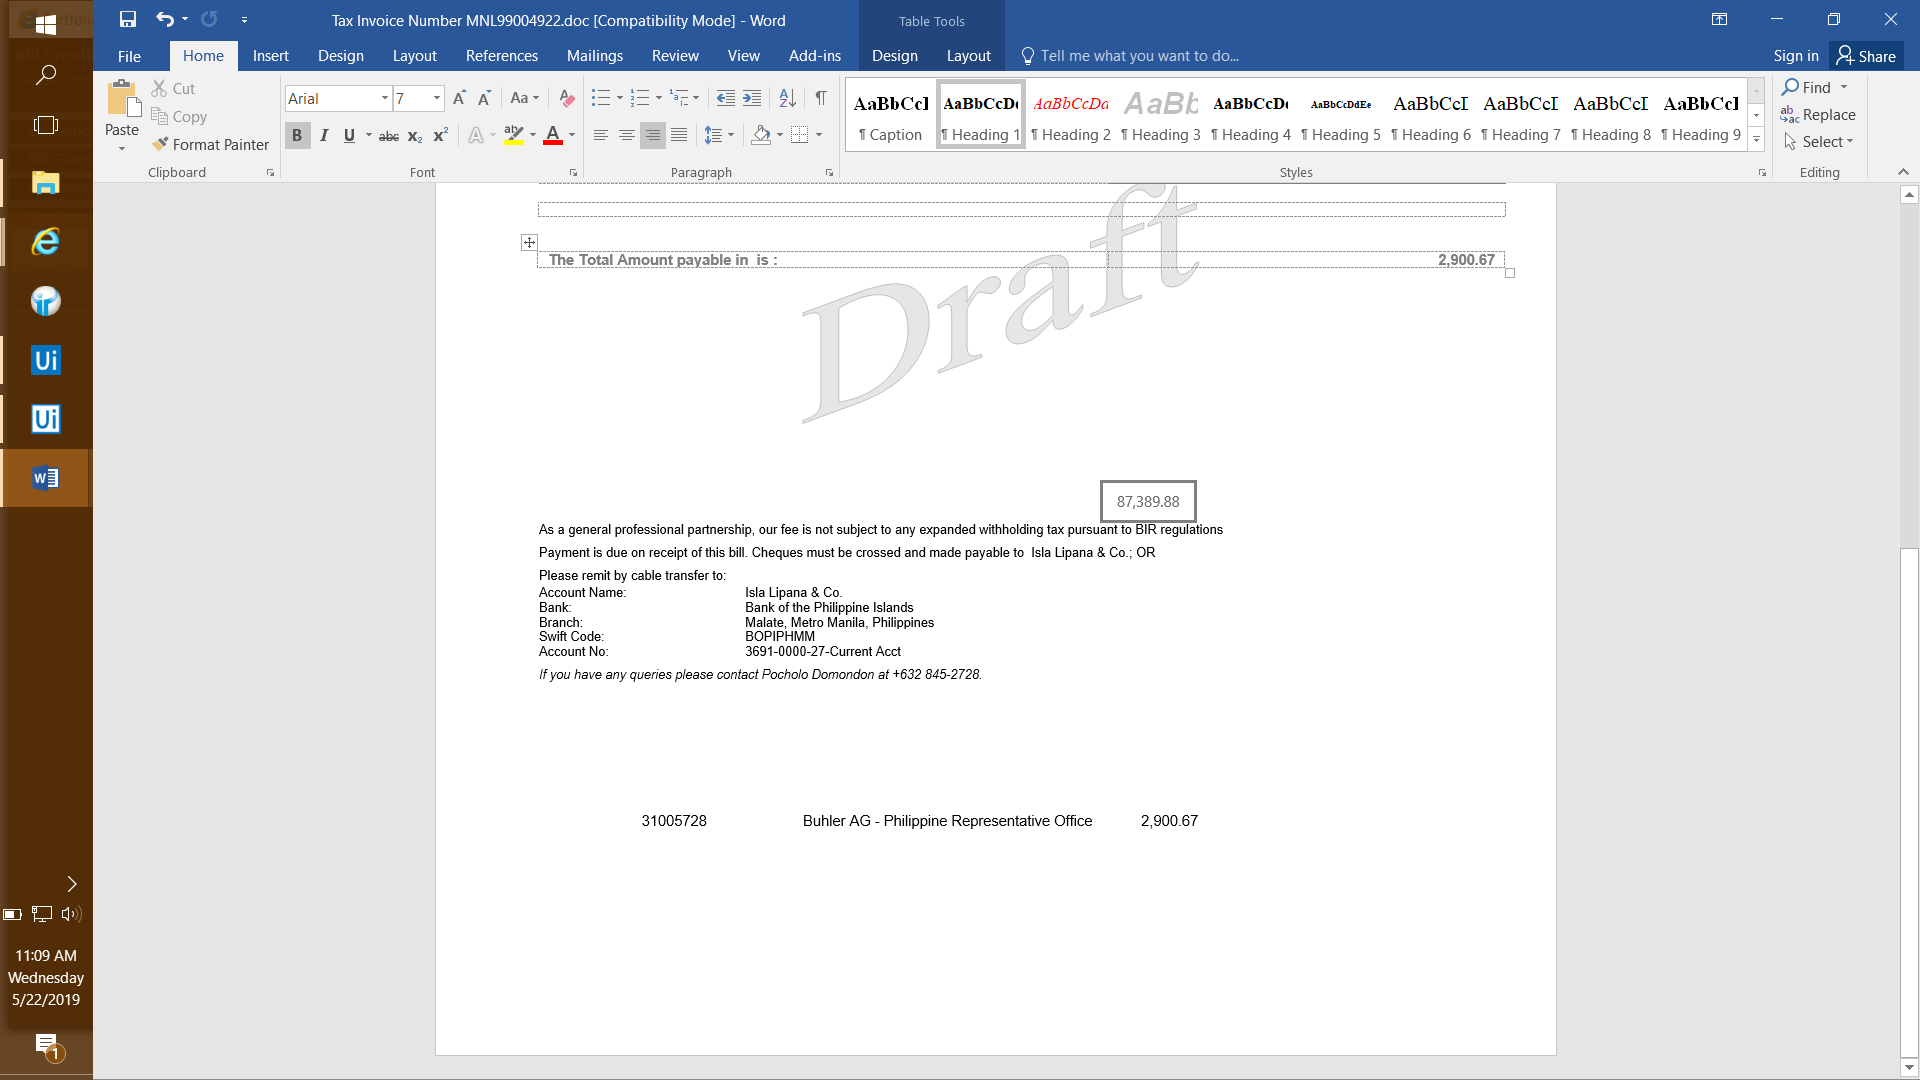 Tax Invoice Number MNL99004922.doc [Compatibility Mode] - Word
Table Tools
File
Home
Insert
Design
Layout
References
Mailings
Review
View
Add-ins
Design
Layout
Tell me what you want to do...
Sign in
Share
Paste
Cut
Copy
Format Painter
Clipboard
Arial
7
Font
Paragraph
AaBbCcI
AaBbCcDc
AaBbCcDa
AaBb
AaBbCcDc
AaBbCcDdEe
AaBbCcI
AaBbCcI
AaBbCcI
AaBbCcI
¶ Caption
¶ Heading 1
¶ Heading 2
¶ Heading 3
¶ Heading 4
¶ Heading 5
¶ Heading 6
¶ Heading 7
¶ Heading 8
¶ Heading 9
Styles
Find
Replace
Select
Editing
Draft
The Total Amount payable in  is :
2,900.67
87,389.88
As a general professional partnership, our fee is not subject to any expanded withholding tax pursuant to BIR regulations
Payment is due on receipt of this bill. Cheques must be crossed and made payable to  Isla Lipana & Co.; OR
Please remit by cable transfer to:
Account Name: Isla Lipana & Co.
Bank: Bank of the Philippine Islands
Branch: Malate, Metro Manila, Philippines
Swift Code: BOPIPHMM
Account No: 3691-0000-27-Current Acct
If you have any queries please contact Pocholo Domondon at +632 845-2728.
31005728 Buhler AG - Philippine Representative Office 2,900.67
11:09 AM
Wednesday
5/22/2019
1